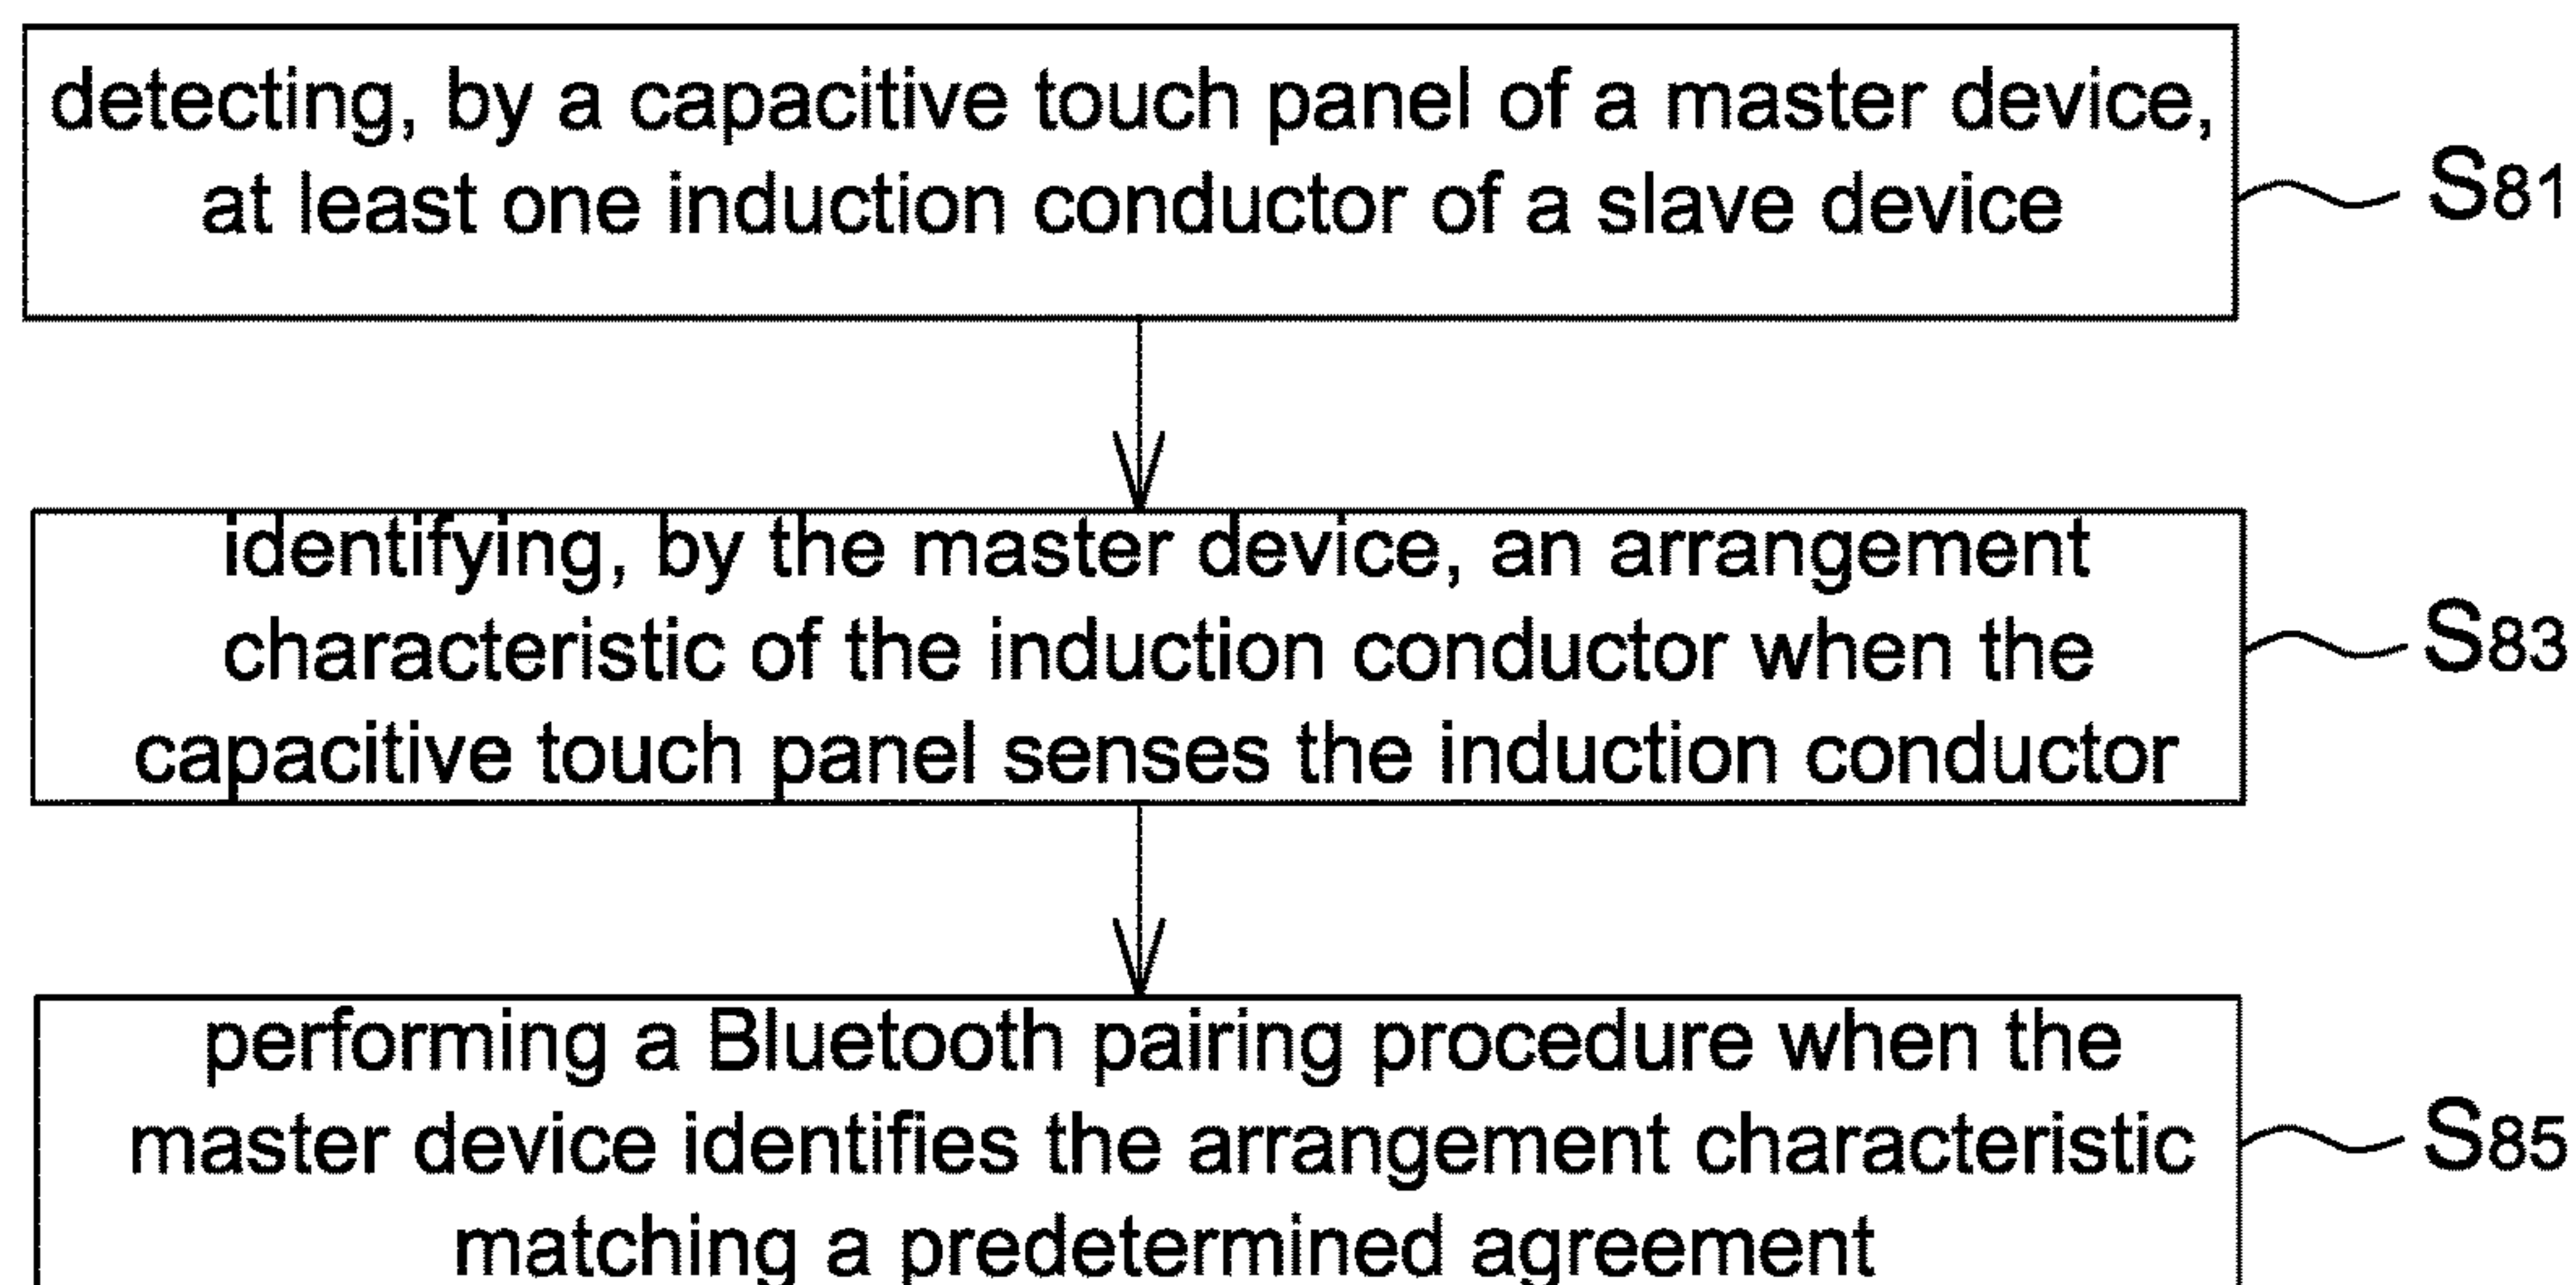 detecting, by a capacitive touch panel of a master device,
at least one induction conductor of a slave device
S81
identifying, by the master device, an arrangement
characteristic of the induction conductor when the
capacitive touch panel senses the induction conductor
S83
performing a Bluetooth pairing procedure when the
master device identifies the arrangement characteristic
matching a predetermined agreement
S85